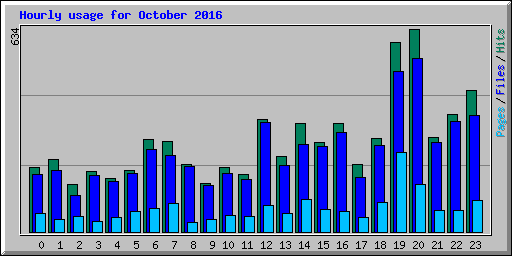 Hourly usage for October 2016
634
Pages / Files / Hits
0 1 2 3 4 5 6 7 8 9 10 11 12 13 14 15 16 17 18 19 20 21 22 23